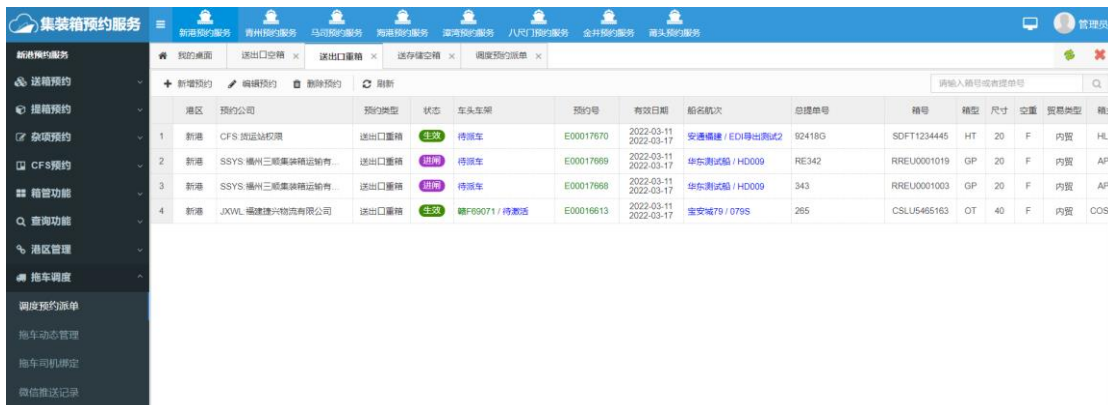 集装箱预约服务
新港预约服务 青州预约服务 马司预约服务 海港预约服务 漳湾预约服务 八尺门预约服务 金井预约服务 湄头预约服务
管理员
新港预约服务
我的桌面 送出口空箱 × 送出口重箱 × 送存储空箱 × 调度预约派单 ×
送箱预约
提箱预约
杂项预约
CFS预约
箱管功能
查询功能
港区管理
拖车调度
调度预约派单
拖车动态管理
拖车司机绑定
微信推送记录
新增预约 编辑预约 删除预约 刷新
请输入箱号或者提单号
港区 预约公司 预约类型 状态 车头车架 预约号 有效日期 船名航次 总提单号 箱号 箱型 尺寸 空重 贸易类型
1 新港 CFS:货运站权限 送出口重箱 生效 待派车 E00017670 2022-03-11 安通福建 / EDI导出测试2 92418G SDFT1234445 HT 20 F 内贸 HL
2022-03-17
2 新港 SSYS:福州三顺集装箱运输有... 送出口重箱 进闸 待派车 E00017669 2022-03-11 华东测试船 / HD009 RE342 RREU0001019 GP 20 F 内贸 AF
2022-03-17
3 新港 SSYS:福州三顺集装箱运输有... 送出口重箱 进闸 待派车 E00017668 2022-03-11 华东测试船 / HD009 343 RREU0001003 GP 20 F 内贸 AF
2022-03-17
4 新港 JXWL:福建捷兴物流有限公司 送出口重箱 生效 赣F69071 / 待激活 E00016613 2022-03-11 宝安城79 / 079S 265 CSLU5465163 OT 40 F 内贸 COS
2022-03-17